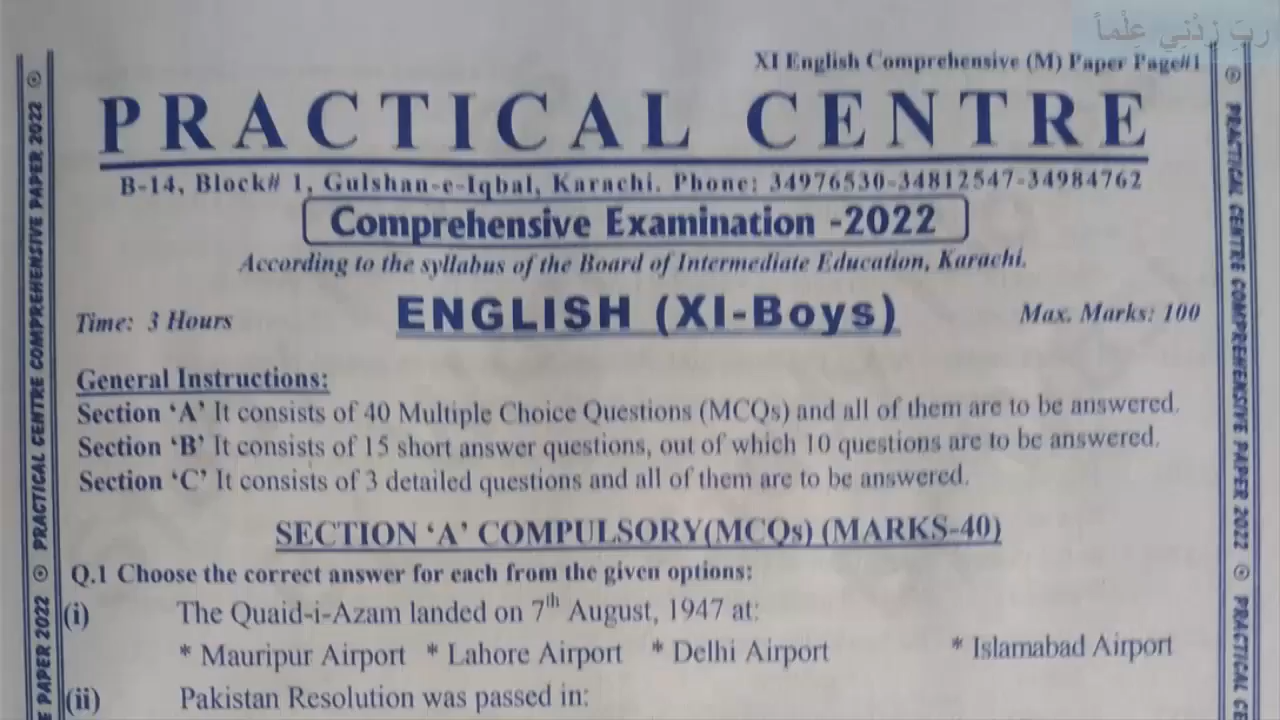 ربِّ زِدْنِي عِلْماً
XI English Comprehensive (M) Paper Page#1
PRACTICAL CENTRE
B-14, Block# 1, Gulshan-e-Iqbal, Karachi. Phone: 34976530-34812547-34984762
Comprehensive Examination -2022
According to the syllabus of the Board of Intermediate Education, Karachi.
Time: 3 Hours ENGLISH (XI-Boys) Max. Marks: 100
General Instructions:
Section ‘A’ It consists of 40 Multiple Choice Questions (MCQs) and all of them are to be answered.
Section ‘B’ It consists of 15 short answer questions, out of which 10 questions are to be answered.
Section ‘C’ It consists of 3 detailed questions and all of them are to be answered.
SECTION ‘A’ COMPULSORY(MCQs) (MARKS-40)
Q.1 Choose the correct answer for each from the given options:
(i) The Quaid-i-Azam landed on 7th August, 1947 at:
* Mauripur Airport * Lahore Airport * Delhi Airport * Islamabad Airport
(ii) Pakistan Resolution was passed in:
PAPER 2022 ⊙ PRACTICAL CENTRE COMPREHENSIVE PAPER 2022 ⊙
⊙ PRACTICAL CENTRE COMPREHENSIVE PAPER 2022 ⊙ PRACTICAL